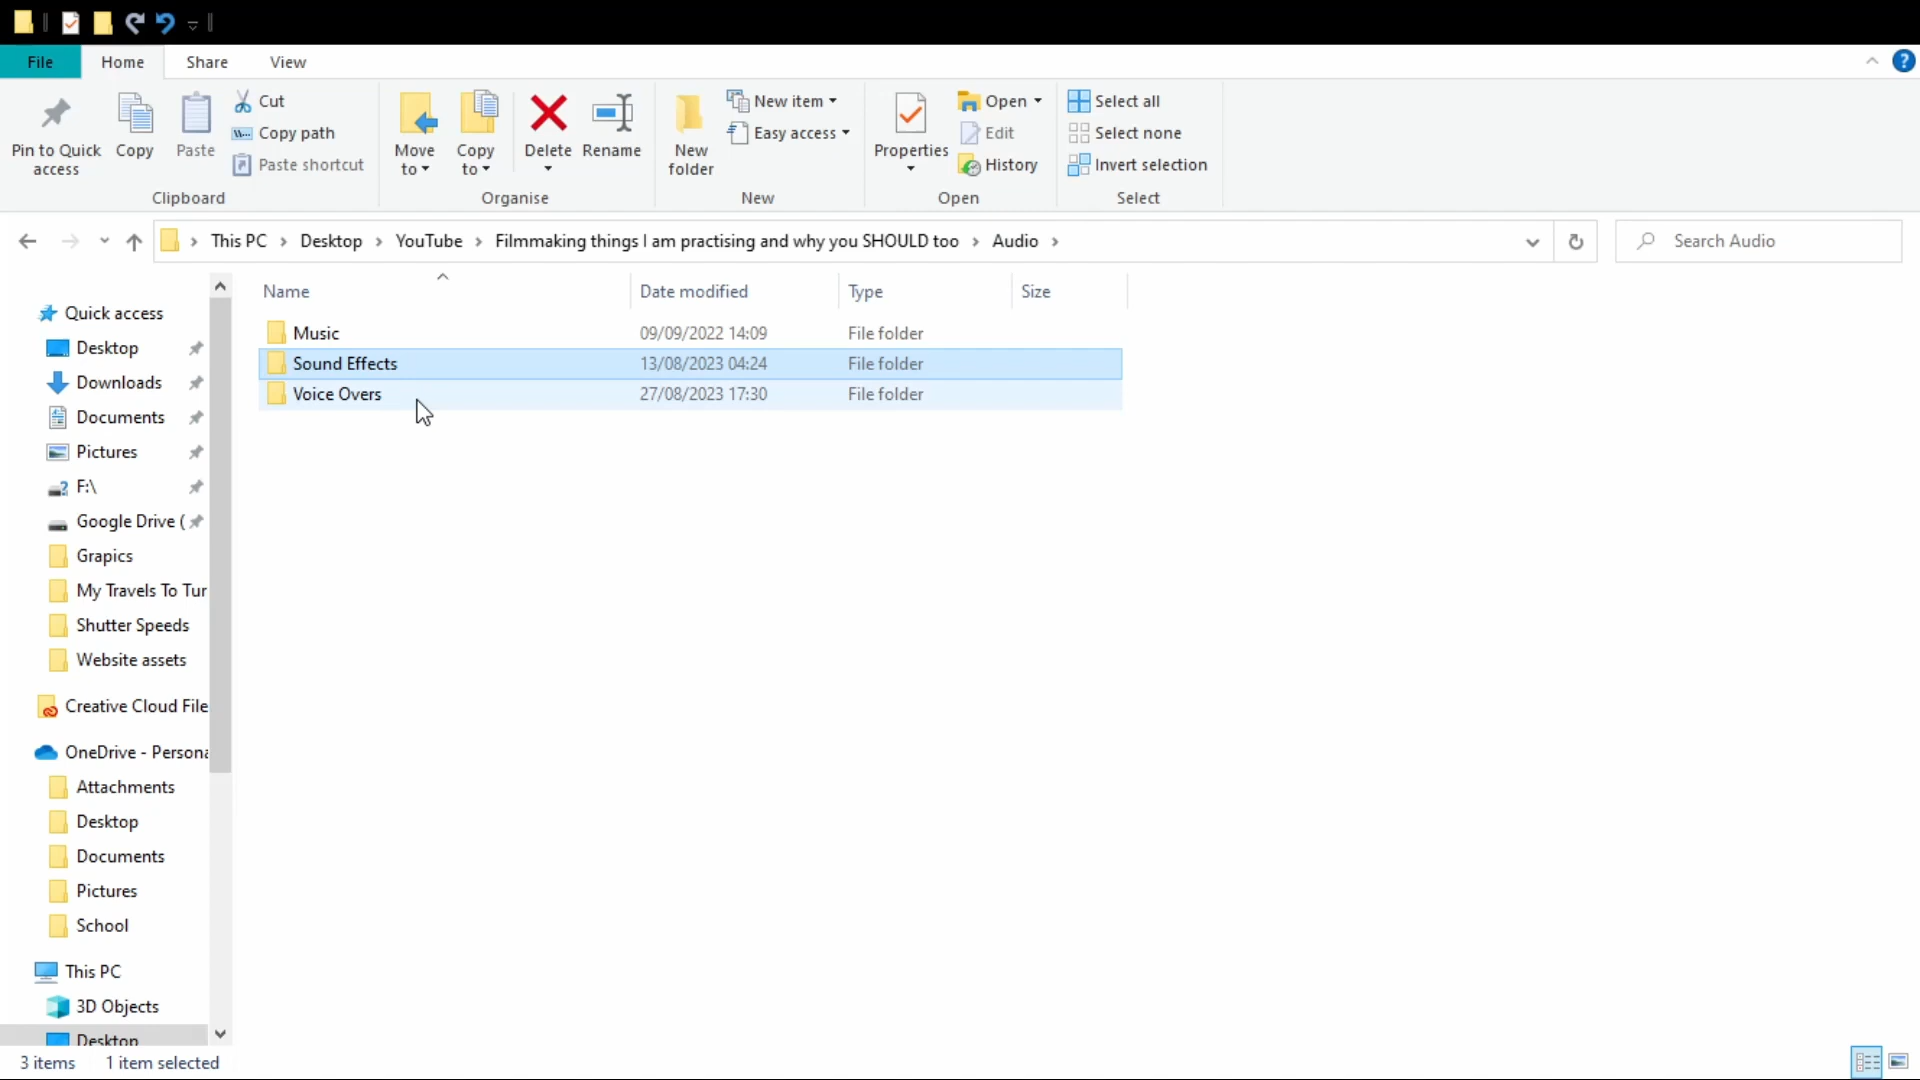 File Home Share View
Pin to Quick access
Copy
Paste
Cut
Copy path
Paste shortcut
Clipboard
Move to
Copy to
Delete
Rename
Organise
New folder
New item
Easy access
New
Properties
Open
Edit
History
Open
Select all
Select none
Invert selection
Select
This PC > Desktop > YouTube > Filmmaking things I am practising and why you SHOULD too > Audio >
Search Audio
Name Date modified Type Size
Music 09/09/2022 14:09 File folder
Sound Effects 13/08/2023 04:24 File folder
Voice Overs 27/08/2023 17:30 File folder
Quick access
Desktop
Downloads
Documents
Pictures
F:\
Google Drive (
Grapics
My Travels To Tur
Shutter Speeds
Website assets
Creative Cloud File
OneDrive - Persona
Attachments
Desktop
Documents
Pictures
School
This PC
3D Objects
Desktop
3 items 1 item selected